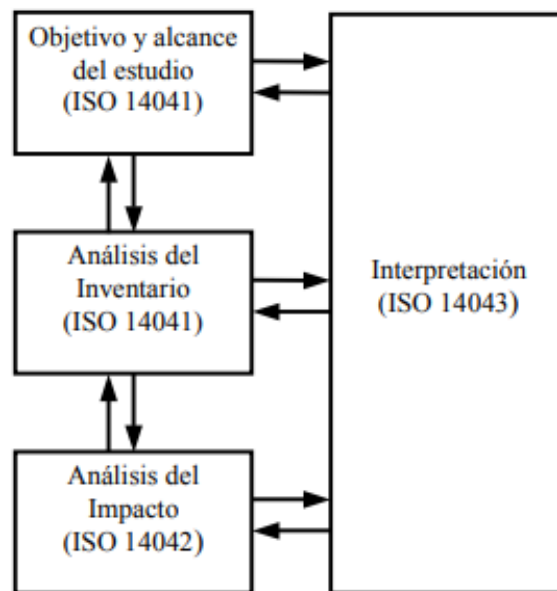 Objetivo y alcance
del estudio
(ISO 14041)
Análisis del
Inventario
(ISO 14041)
Análisis del
Impacto
(ISO 14042)
Interpretación
(ISO 14043)